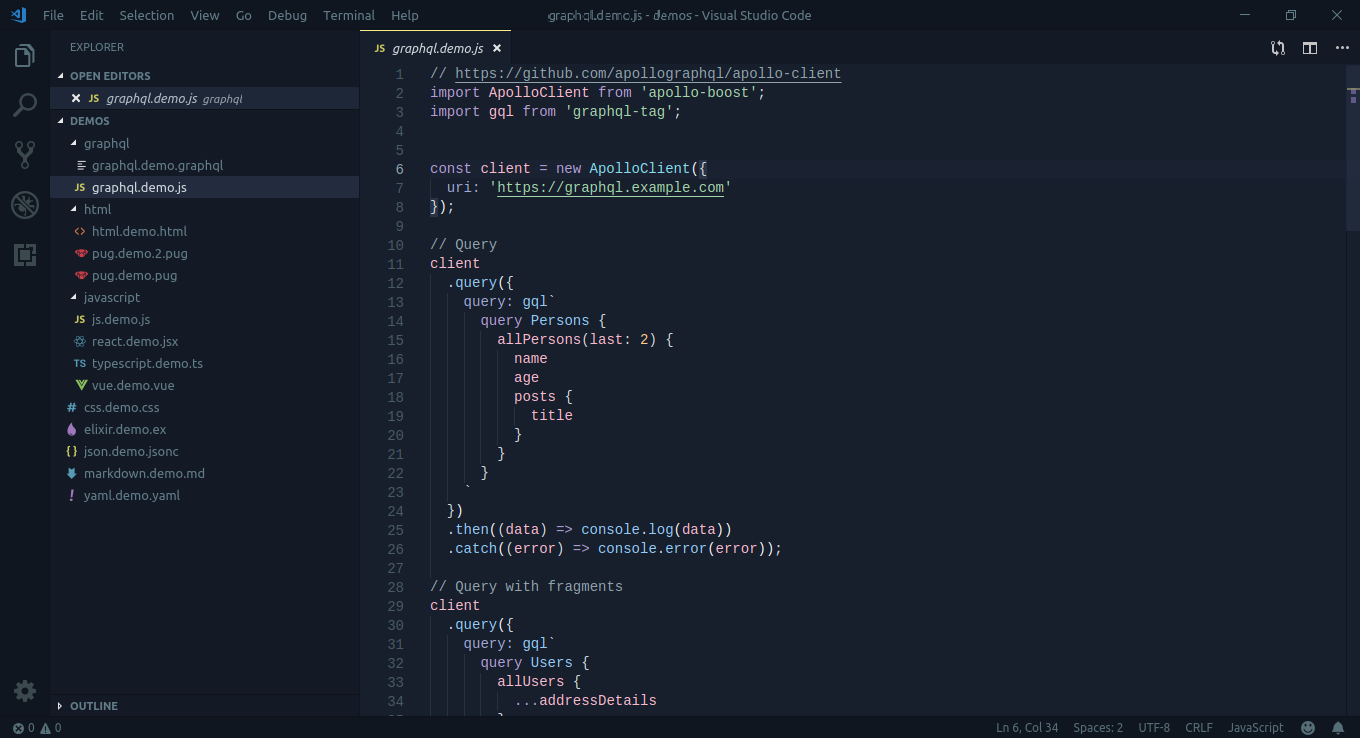 File Edit Selection View Go Debug Terminal Help
graphql.demo.js - demos - Visual Studio Code
EXPLORER
OPEN EDITORS
JS graphql.demo.js graphql
DEMOS
graphql
graphql.demo.graphql
JS graphql.demo.js
html
html.demo.html
pug.demo.2.pug
pug.demo.pug
javascript
JS js.demo.js
react.demo.jsx
TS typescript.demo.ts
vue.demo.vue
# css.demo.css
elixir.demo.ex
{ } json.demo.jsonc
markdown.demo.md
! yaml.demo.yaml
OUTLINE
JS graphql.demo.js
1 // https://github.com/apollographql/apollo-client
2 import ApolloClient from 'apollo-boost';
3 import gql from 'graphql-tag';
4
5
6 const client = new ApolloClient({
7   uri: 'https://graphql.example.com'
8 });
9
10 // Query
11 client
12   .query({
13     query: gql`
14       query Persons {
15         allPersons(last: 2) {
16           name
17           age
18           posts {
19             title
20           }
21         }
22       }
23     `
24   })
25   .then((data) => console.log(data))
26   .catch((error) => console.error(error));
27
28 // Query with fragments
29 client
30   .query({
31     query: gql`
32       query Users {
33         allUsers {
34           ...addressDetails
0 0
Ln 6, Col 34 Spaces: 2 UTF-8 CRLF JavaScript